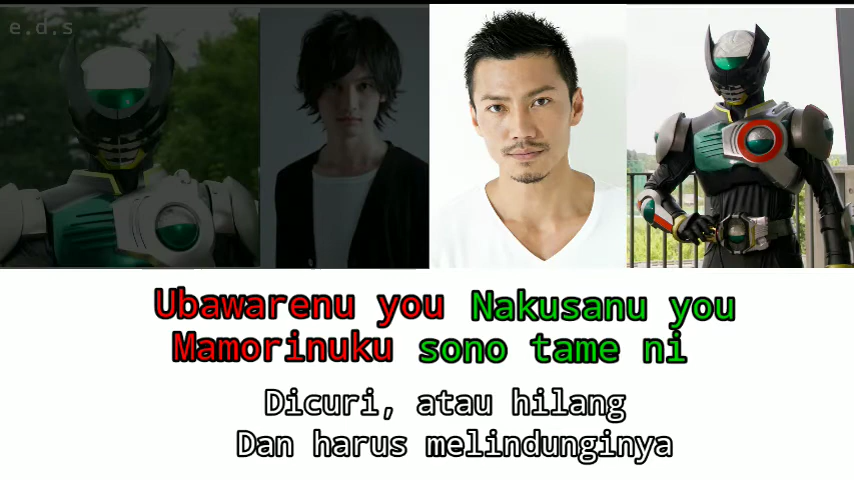 e.d.s
Ubawarenu you Nakusanu you
Mamorinuku sono tame ni
Dicuri, atau hilang
Dan harus melindunginya